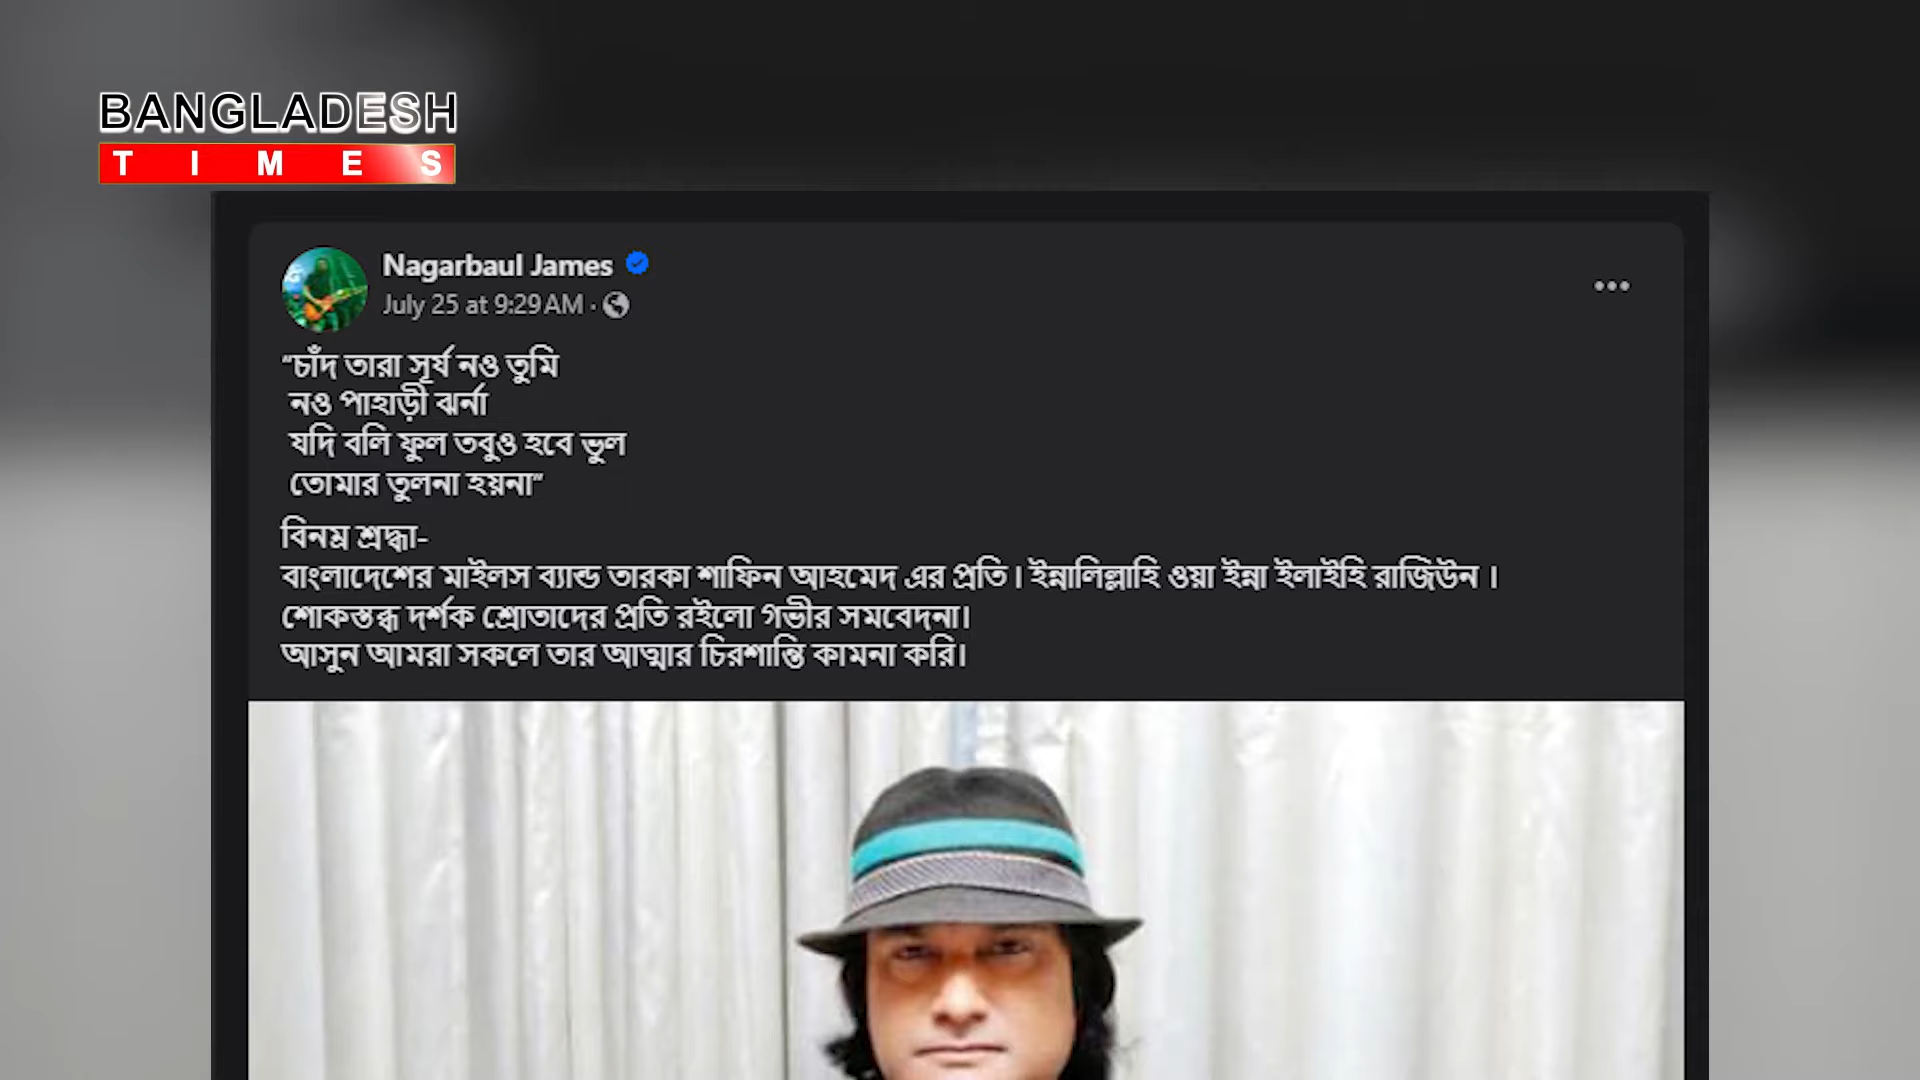 BANGLADESH
TIMES
Nagarbaul James
July 25 at 9:29 AM ·
“চাঁদ তারা সূর্য নও তুমি
নও পাহাড়ী ঝর্না
যদি বলি ফুল তবুও হবে ভুল
তোমার তুলনা হয়না”
বিনম্র শ্রদ্ধা-
বাংলাদেশের মাইলস ব্যান্ড তারকা শাফিন আহমেদ এর প্রতি। ইন্নালিল্লাহি ওয়া ইন্না ইলাইহি রাজিউন ।
শোকস্তব্ধ দর্শক শ্রোতাদের প্রতি রইলো গভীর সমবেদনা।
আসুন আমরা সকলে তার আত্মার চিরশান্তি কামনা করি।